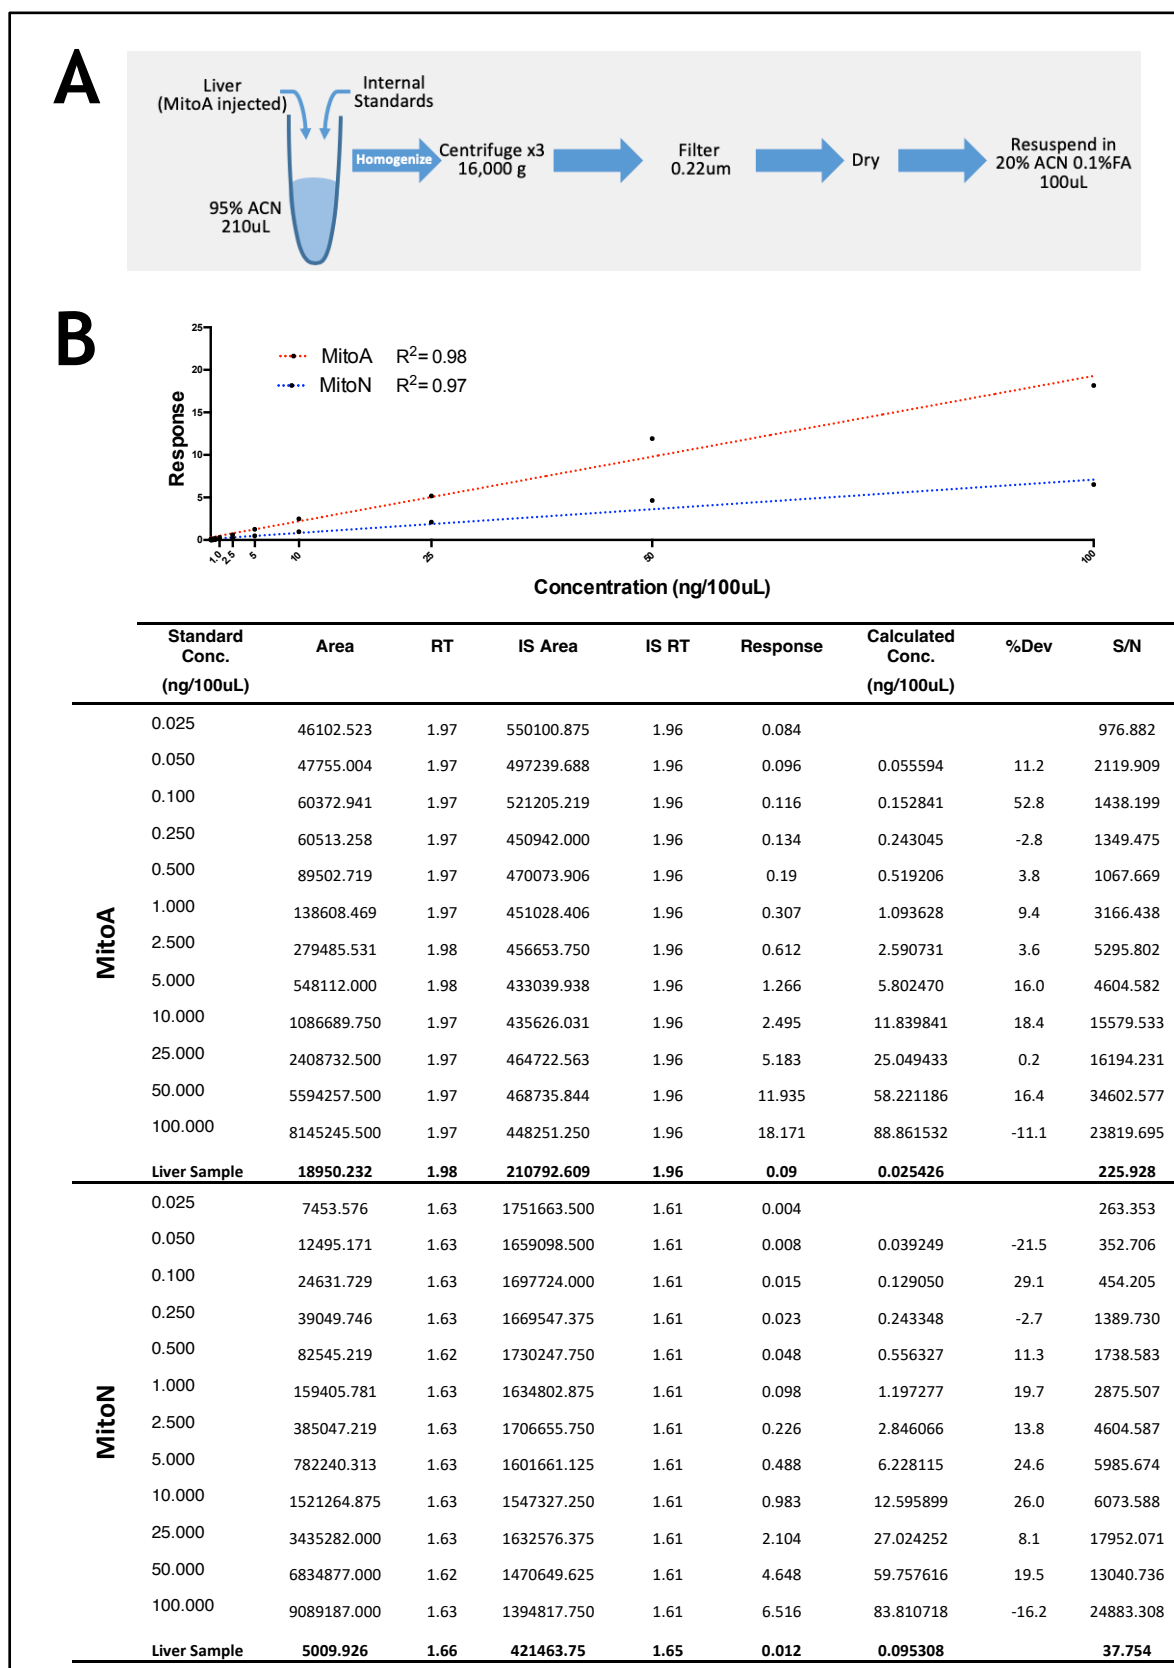 A
Liver
(MitoA injected)
Internal
Standards
95% ACN
210uL
Homogenize
Centrifuge x3
16,000 g
Filter
0.22um
Dry
Resuspend in
20% ACN 0.1%FA
100uL
B
Response
25
20
15
10
5
0
MitoA R2= 0.98
MitoN R2= 0.97
1.0 2.5 5 10 25 50 100
Concentration (ng/100uL)
Standard Conc. (ng/100uL) Area RT IS Area IS RT Response Calculated Conc. (ng/100uL) %Dev S/N
MitoA
0.025 46102.523 1.97 550100.875 1.96 0.084 976.882
0.050 47755.004 1.97 497239.688 1.96 0.096 0.055594 11.2 2119.909
0.100 60372.941 1.97 521205.219 1.96 0.116 0.152841 52.8 1438.199
0.250 60513.258 1.97 450942.000 1.96 0.134 0.243045 -2.8 1349.475
0.500 89502.719 1.97 470073.906 1.96 0.19 0.519206 3.8 1067.669
1.000 138608.469 1.97 451028.406 1.96 0.307 1.093628 9.4 3166.438
2.500 279485.531 1.98 456653.750 1.96 0.612 2.590731 3.6 5295.802
5.000 548112.000 1.98 433039.938 1.96 1.266 5.802470 16.0 4604.582
10.000 1086689.750 1.97 435626.031 1.96 2.495 11.839841 18.4 15579.533
25.000 2408732.500 1.97 464722.563 1.96 5.183 25.049433 0.2 16194.231
50.000 5594257.500 1.97 468735.844 1.96 11.935 58.221186 16.4 34602.577
100.000 8145245.500 1.97 448251.250 1.96 18.171 88.861532 -11.1 23819.695
Liver Sample 18950.232 1.98 210792.609 1.96 0.09 0.025426 225.928
MitoN
0.025 7453.576 1.63 1751663.500 1.61 0.004 263.353
0.050 12495.171 1.63 1659098.500 1.61 0.008 0.039249 -21.5 352.706
0.100 24631.729 1.63 1697724.000 1.61 0.015 0.129050 29.1 454.205
0.250 39049.746 1.63 1669547.375 1.61 0.023 0.243348 -2.7 1389.730
0.500 82545.219 1.62 1730247.750 1.61 0.048 0.556327 11.3 1738.583
1.000 159405.781 1.63 1634802.875 1.61 0.098 1.197277 19.7 2875.507
2.500 385047.219 1.63 1706655.750 1.61 0.226 2.846066 13.8 4604.587
5.000 782240.313 1.63 1601661.125 1.61 0.488 6.228115 24.6 5985.674
10.000 1521264.875 1.63 1547327.250 1.61 0.983 12.595899 26.0 6073.588
25.000 3435282.000 1.63 1632576.375 1.61 2.104 27.024252 8.1 17952.071
50.000 6834877.000 1.62 1470649.625 1.61 4.648 59.757616 19.5 13040.736
100.000 9089187.000 1.63 1394817.750 1.61 6.516 83.810718 -16.2 24883.308
Liver Sample 5009.926 1.66 421463.75 1.65 0.012 0.095308 37.754